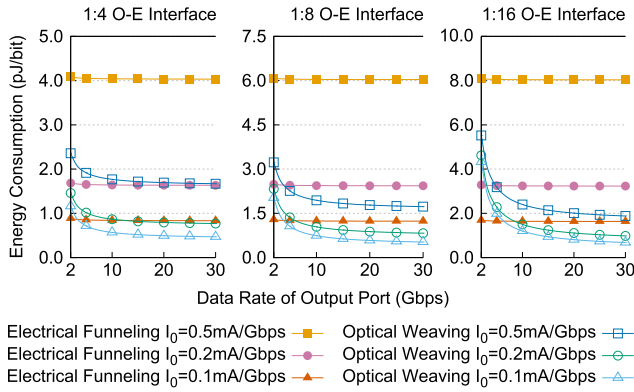 1:4 O-E Interface 1:8 O-E Interface 1:16 O-E Interface
Energy Consumption (pJ/bit)
5.0 7.5 10.0
4.0 6.0 8.0
3.0 4.5 6.0
2.0 3.0 4.0
1.0 1.5 2.0
0.0 0.0 0.0
2 10 20 30 2 10 20 30 2 10 20 30
Data Rate of Output Port (Gbps)
Electrical Funneling I0=0.5mA/Gbps Optical Weaving I0=0.5mA/Gbps
Electrical Funneling I0=0.2mA/Gbps Optical Weaving I0=0.2mA/Gbps
Electrical Funneling I0=0.1mA/Gbps Optical Weaving I0=0.1mA/Gbps